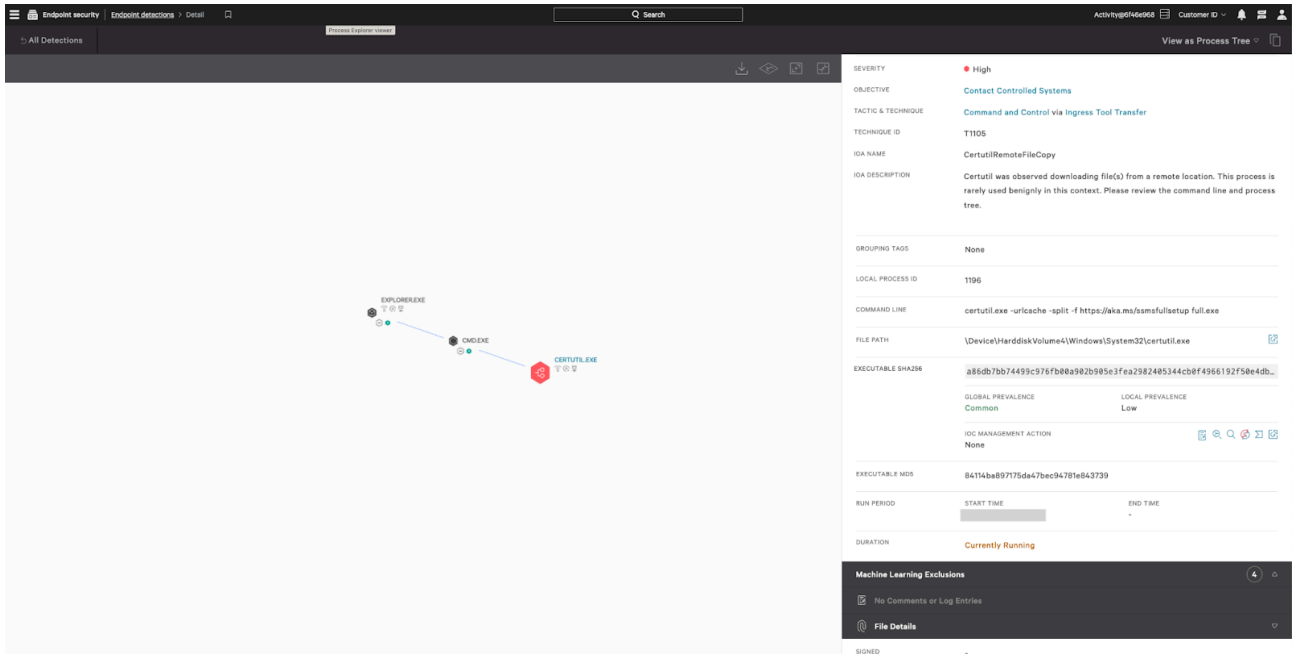 Endpoint security Endpoint detections > Detail
Search
Activity@6f46e968 Customer ID
Process Explorer viewer
All Detections
View as Process Tree
EXPLORER.EXE
CMD.EXE
CERTUTIL.EXE
SEVERITY High
OBJECTIVE Contact Controlled Systems
TACTIC & TECHNIQUE Command and Control via Ingress Tool Transfer
TECHNIQUE ID T1105
IOA NAME CertutilRemoteFileCopy
IOA DESCRIPTION Certutil was observed downloading file(s) from a remote location. This process is
rarely used benignly in this context. Please review the command line and process
tree.
GROUPING TAGS None
LOCAL PROCESS ID 1196
COMMAND LINE certutil.exe -urlcache -split -f https://aka.ms/ssmsfullsetup full.exe
FILE PATH \Device\HarddiskVolume4\Windows\System32\certutil.exe
EXECUTABLE SHA256 a86db7bb74499c976fb00a902b905e3fea2982405344cb0f4966192f50e4db…
GLOBAL PREVALENCE LOCAL PREVALENCE
Common Low
IOC MANAGEMENT ACTION
None
EXECUTABLE MD5 84114ba897175da47bec94781e843739
RUN PERIOD START TIME END TIME
-
DURATION Currently Running
Machine Learning Exclusions 4
No Comments or Log Entries
File Details
SIGNED -